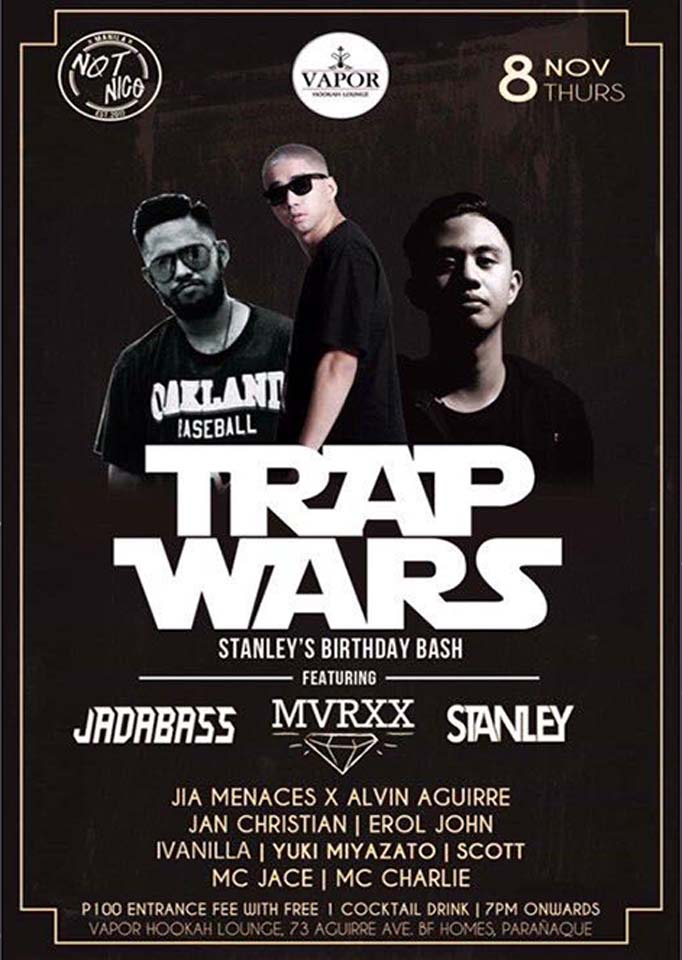 MANILA
NOT
NICO
EST 2013
VAPOR
HOOKAH LOUNGE
8 NOV
THURS
OAKLAND
BASEBALL
TRAP
WARS
STANLEY'S BIRTHDAY BASH
FEATURING
JADABASS MVRXX STANLEY
JIA MENACES X ALVIN AGUIRRE
JAN CHRISTIAN | EROL JOHN
IVANILLA | YUKI MIYAZATO | SCOTT
MC JACE | MC CHARLIE
P100 ENTRANCE FEE WITH FREE 1 COCKTAIL DRINK | 7PM ONWARDS
VAPOR HOOKAH LOUNGE, 73 AGUIRRE AVE. BF HOMES, PARAÑAQUE